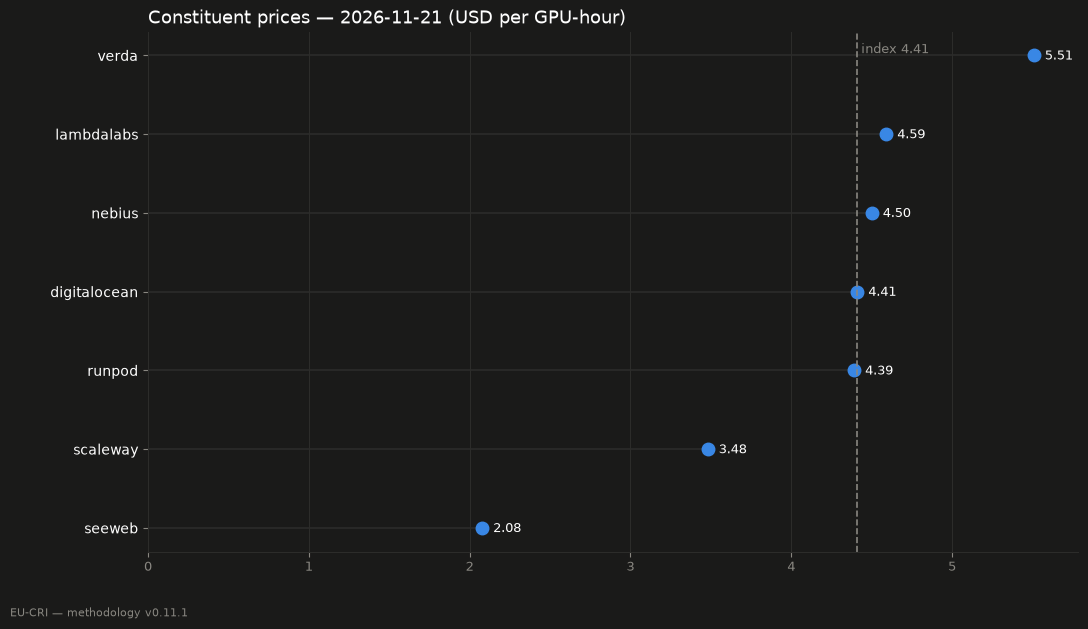 Constituent prices — 2026-11-21 (USD per GPU-hour)
index 4.41
verda 5.51
lambdalabs 4.59
nebius 4.50
digitalocean 4.41
runpod 4.39
scaleway 3.48
seeweb 2.08
0 1 2 3 4 5
EU-CRI — methodology v0.11.1